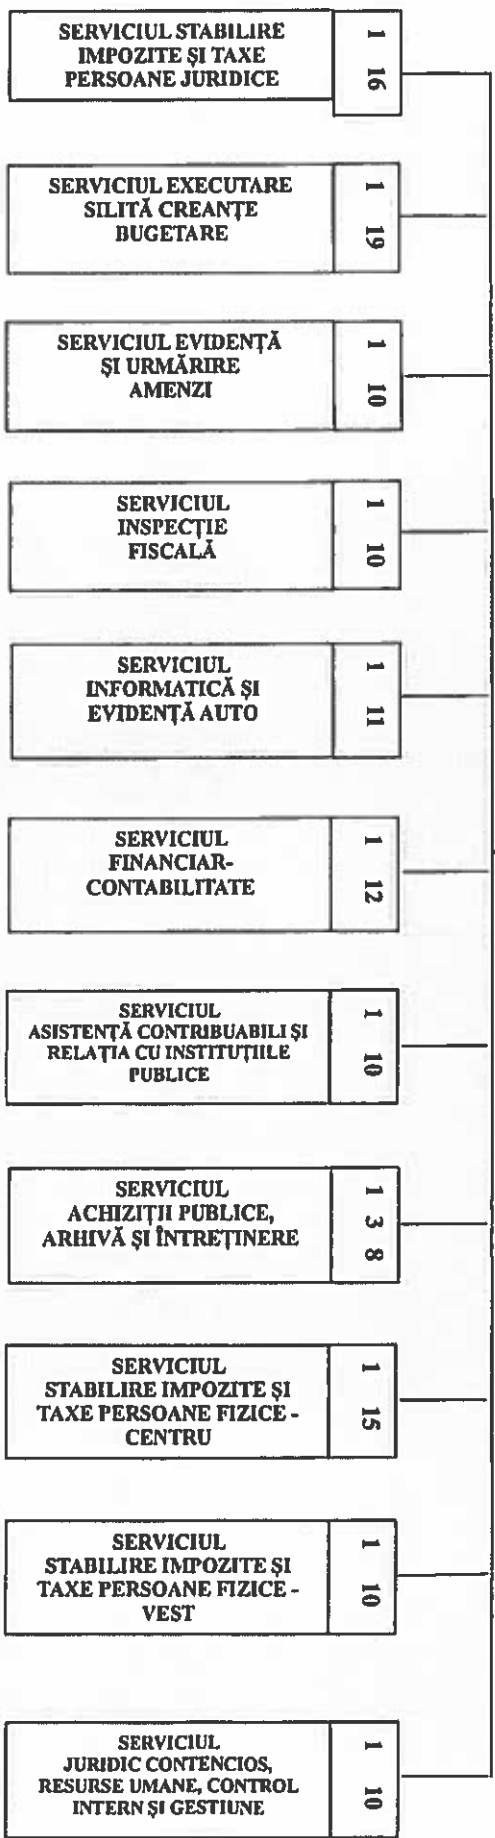 SERVICIUL STABILIRE
IMPOZITE ȘI TAXE
PERSOANE JURIDICE
1 16
SERVICIUL EXECUTARE
SILITĂ CREANȚE
BUGETARE
1 19
SERVICIUL EVIDENȚĂ
ȘI URMĂRIRE
AMENZI
1 10
SERVICIUL
INSPECȚIE
FISCALĂ
1 10
SERVICIUL
INFORMATICĂ ȘI
EVIDENȚĂ AUTO
1 11
SERVICIUL
FINANCIAR-
CONTABILITATE
1 12
SERVICIUL
ASISTENȚĂ CONTRIBUABILI ȘI
RELAȚIA CU INSTITUȚIILE
PUBLICE
1 10
SERVICIUL
ACHIZIȚII PUBLICE,
ARHIVĂ ȘI ÎNTREȚINERE
1 3 8
SERVICIUL
STABILIRE IMPOZITE ȘI
TAXE PERSOANE FIZICE -
CENTRU
1 15
SERVICIUL
STABILIRE IMPOZITE ȘI
TAXE PERSOANE FIZICE -
VEST
1 10
SERVICIUL
JURIDIC CONTENCIOS,
RESURSE UMANE, CONTROL
INTERN ȘI GESTIUNE
1 10